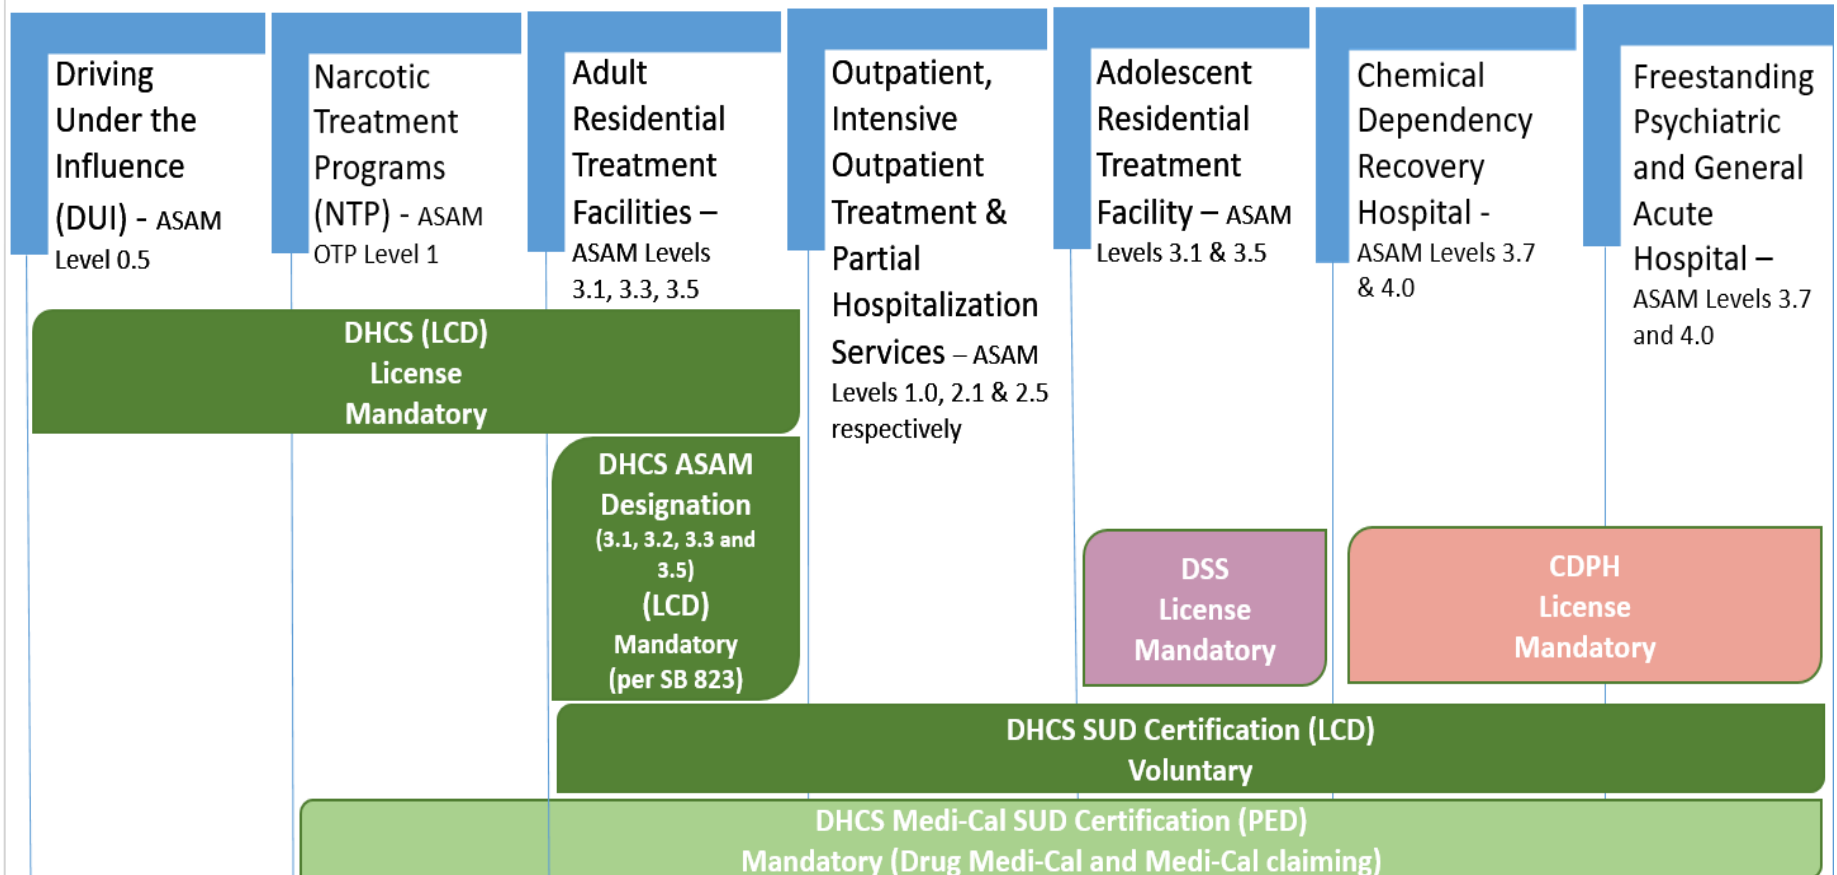 Driving
Under the
Influence
(DUI) - ASAM
Level 0.5
Narcotic
Treatment
Programs
(NTP) - ASAM
OTP Level 1
Adult
Residential
Treatment
Facilities –
ASAM Levels
3.1, 3.3, 3.5
Outpatient,
Intensive
Outpatient
Treatment &
Partial
Hospitalization
Services – ASAM
Levels 1.0, 2.1 & 2.5
respectively
Adolescent
Residential
Treatment
Facility – ASAM
Levels 3.1 & 3.5
Chemical
Dependency
Recovery
Hospital -
ASAM Levels 3.7
& 4.0
Freestanding
Psychiatric
and General
Acute
Hospital –
ASAM Levels 3.7
and 4.0
DHCS (LCD)
License
Mandatory
DHCS ASAM
Designation
(3.1, 3.2, 3.3 and
3.5)
(LCD)
Mandatory
(per SB 823)
DSS
License
Mandatory
CDPH
License
Mandatory
DHCS SUD Certification (LCD)
Voluntary
DHCS Medi-Cal SUD Certification (PED)
Mandatory (Drug Medi-Cal and Medi-Cal claiming)